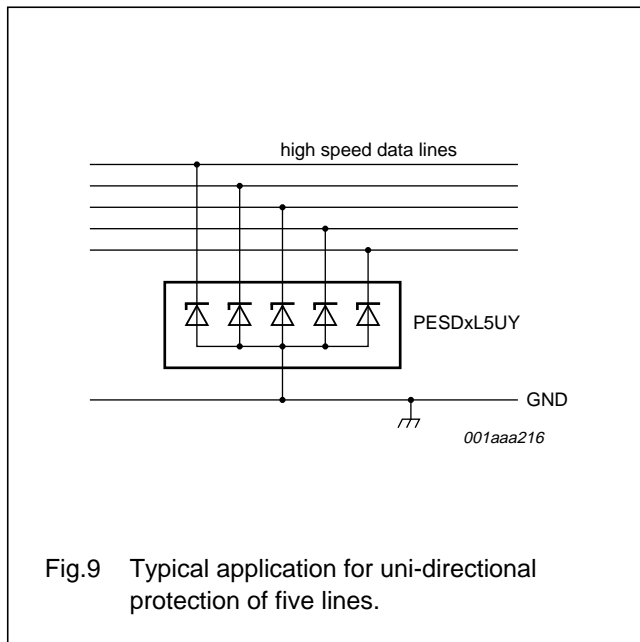 high speed data lines
PESDxL5UY
GND
001aaa216
Fig.9 Typical application for uni-directional
protection of five lines.